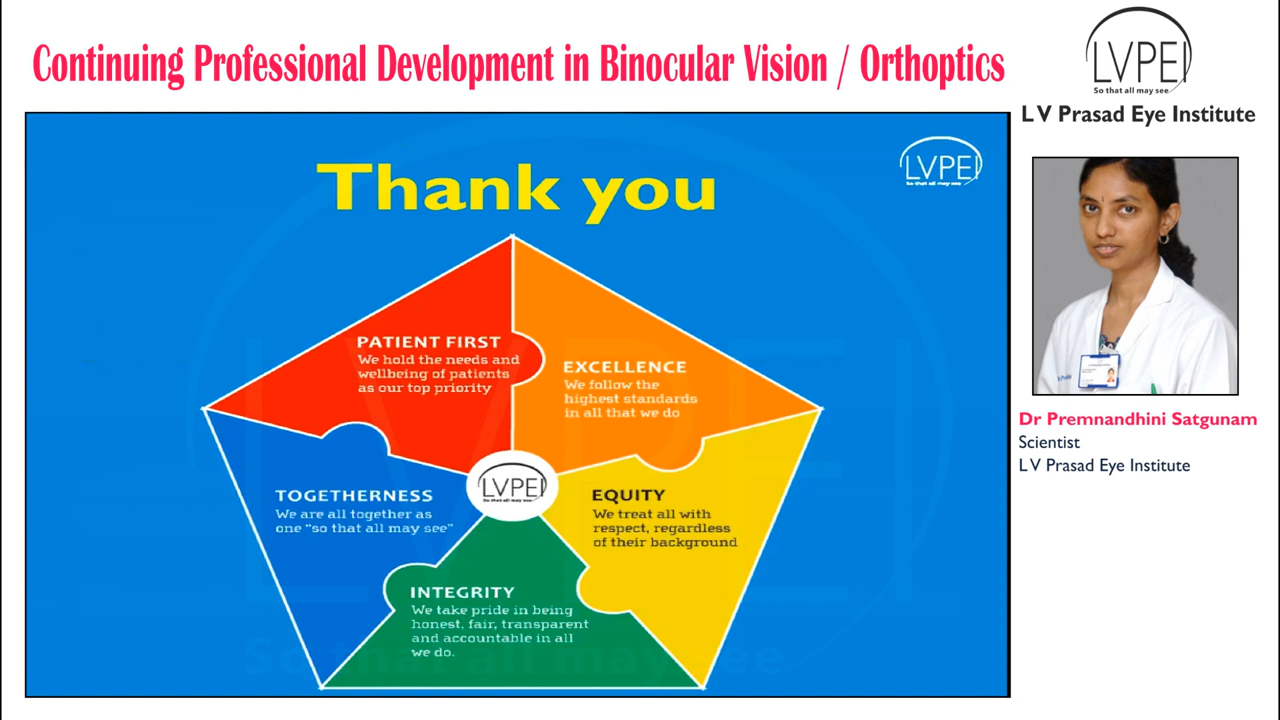 Continuing Professional Development in Binocular Vision / Orthoptics
LVPEI
So that all may see
L V Prasad Eye Institute
Thank you
LVPEI
So that all may see
PATIENT FIRST
We hold the needs and
wellbeing of patients
as our top priority
EXCELLENCE
We follow the
highest standards
in all that we do
TOGETHERNESS
We are all together as
one "so that all may see"
LVPEI
So that all may see
EQUITY
We treat all with
respect, regardless
of their background
INTEGRITY
We take pride in being
honest, fair, transparent
and accountable in all
we do.
So that all may see
Dr Premnandhini Satgunam
Scientist
L V Prasad Eye Institute